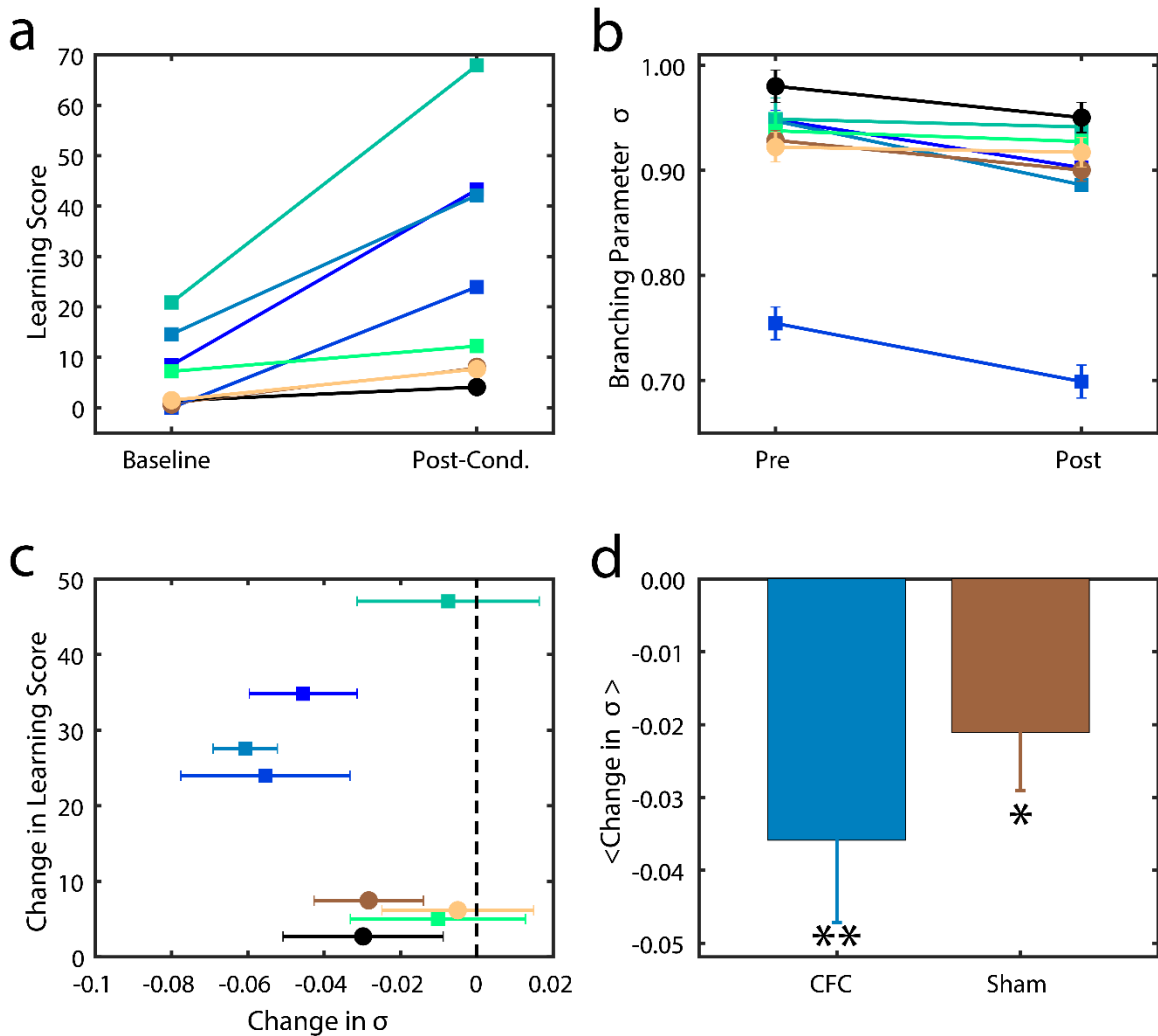 a
70
60
50
40
30
20
10
0
Learning Score
Baseline Post-Cond.
b
1.00
0.90
0.80
0.70
Branching Parameter σ
Pre Post
c
50
40
30
20
10
0
Change in Learning Score
-0.1 -0.08 -0.06 -0.04 -0.02 0 0.02
Change in σ
d
0.00
-0.01
-0.02
-0.03
-0.04
-0.05
<Change in σ >
**
*
CFC Sham